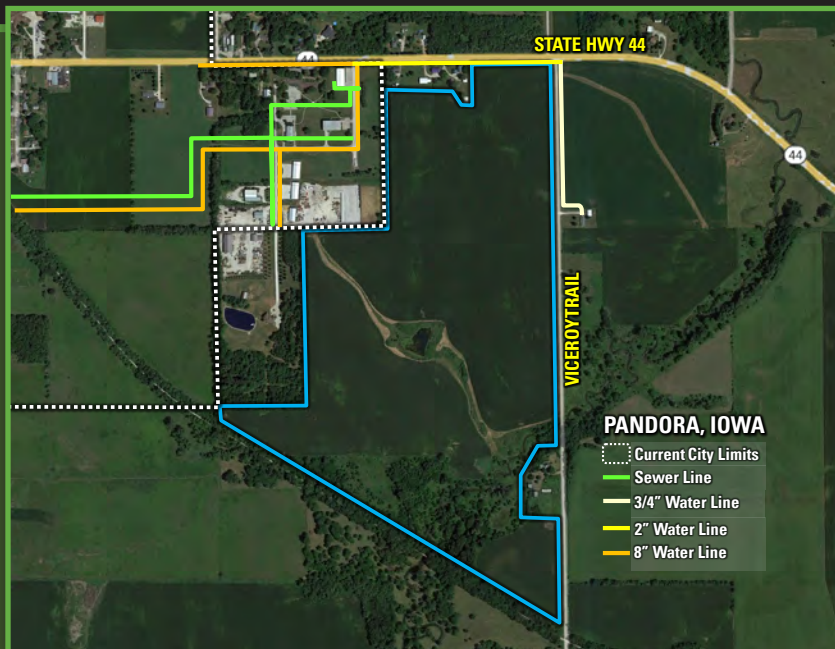 STATE HWY 44
44
44
VICEROY TRAIL
PANDORA, IOWA
Current City Limits
Sewer Line
3/4" Water Line
2" Water Line
8" Water Line